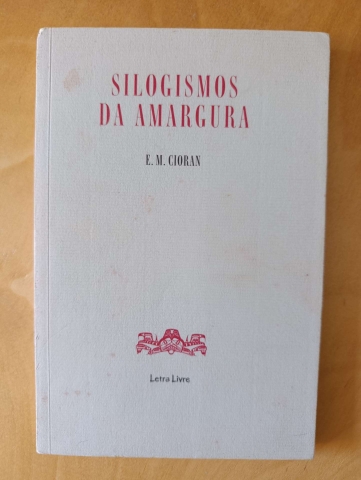 SILOGISMOS
DA AMARGURA
E. M. CIORAN
Letra Livre